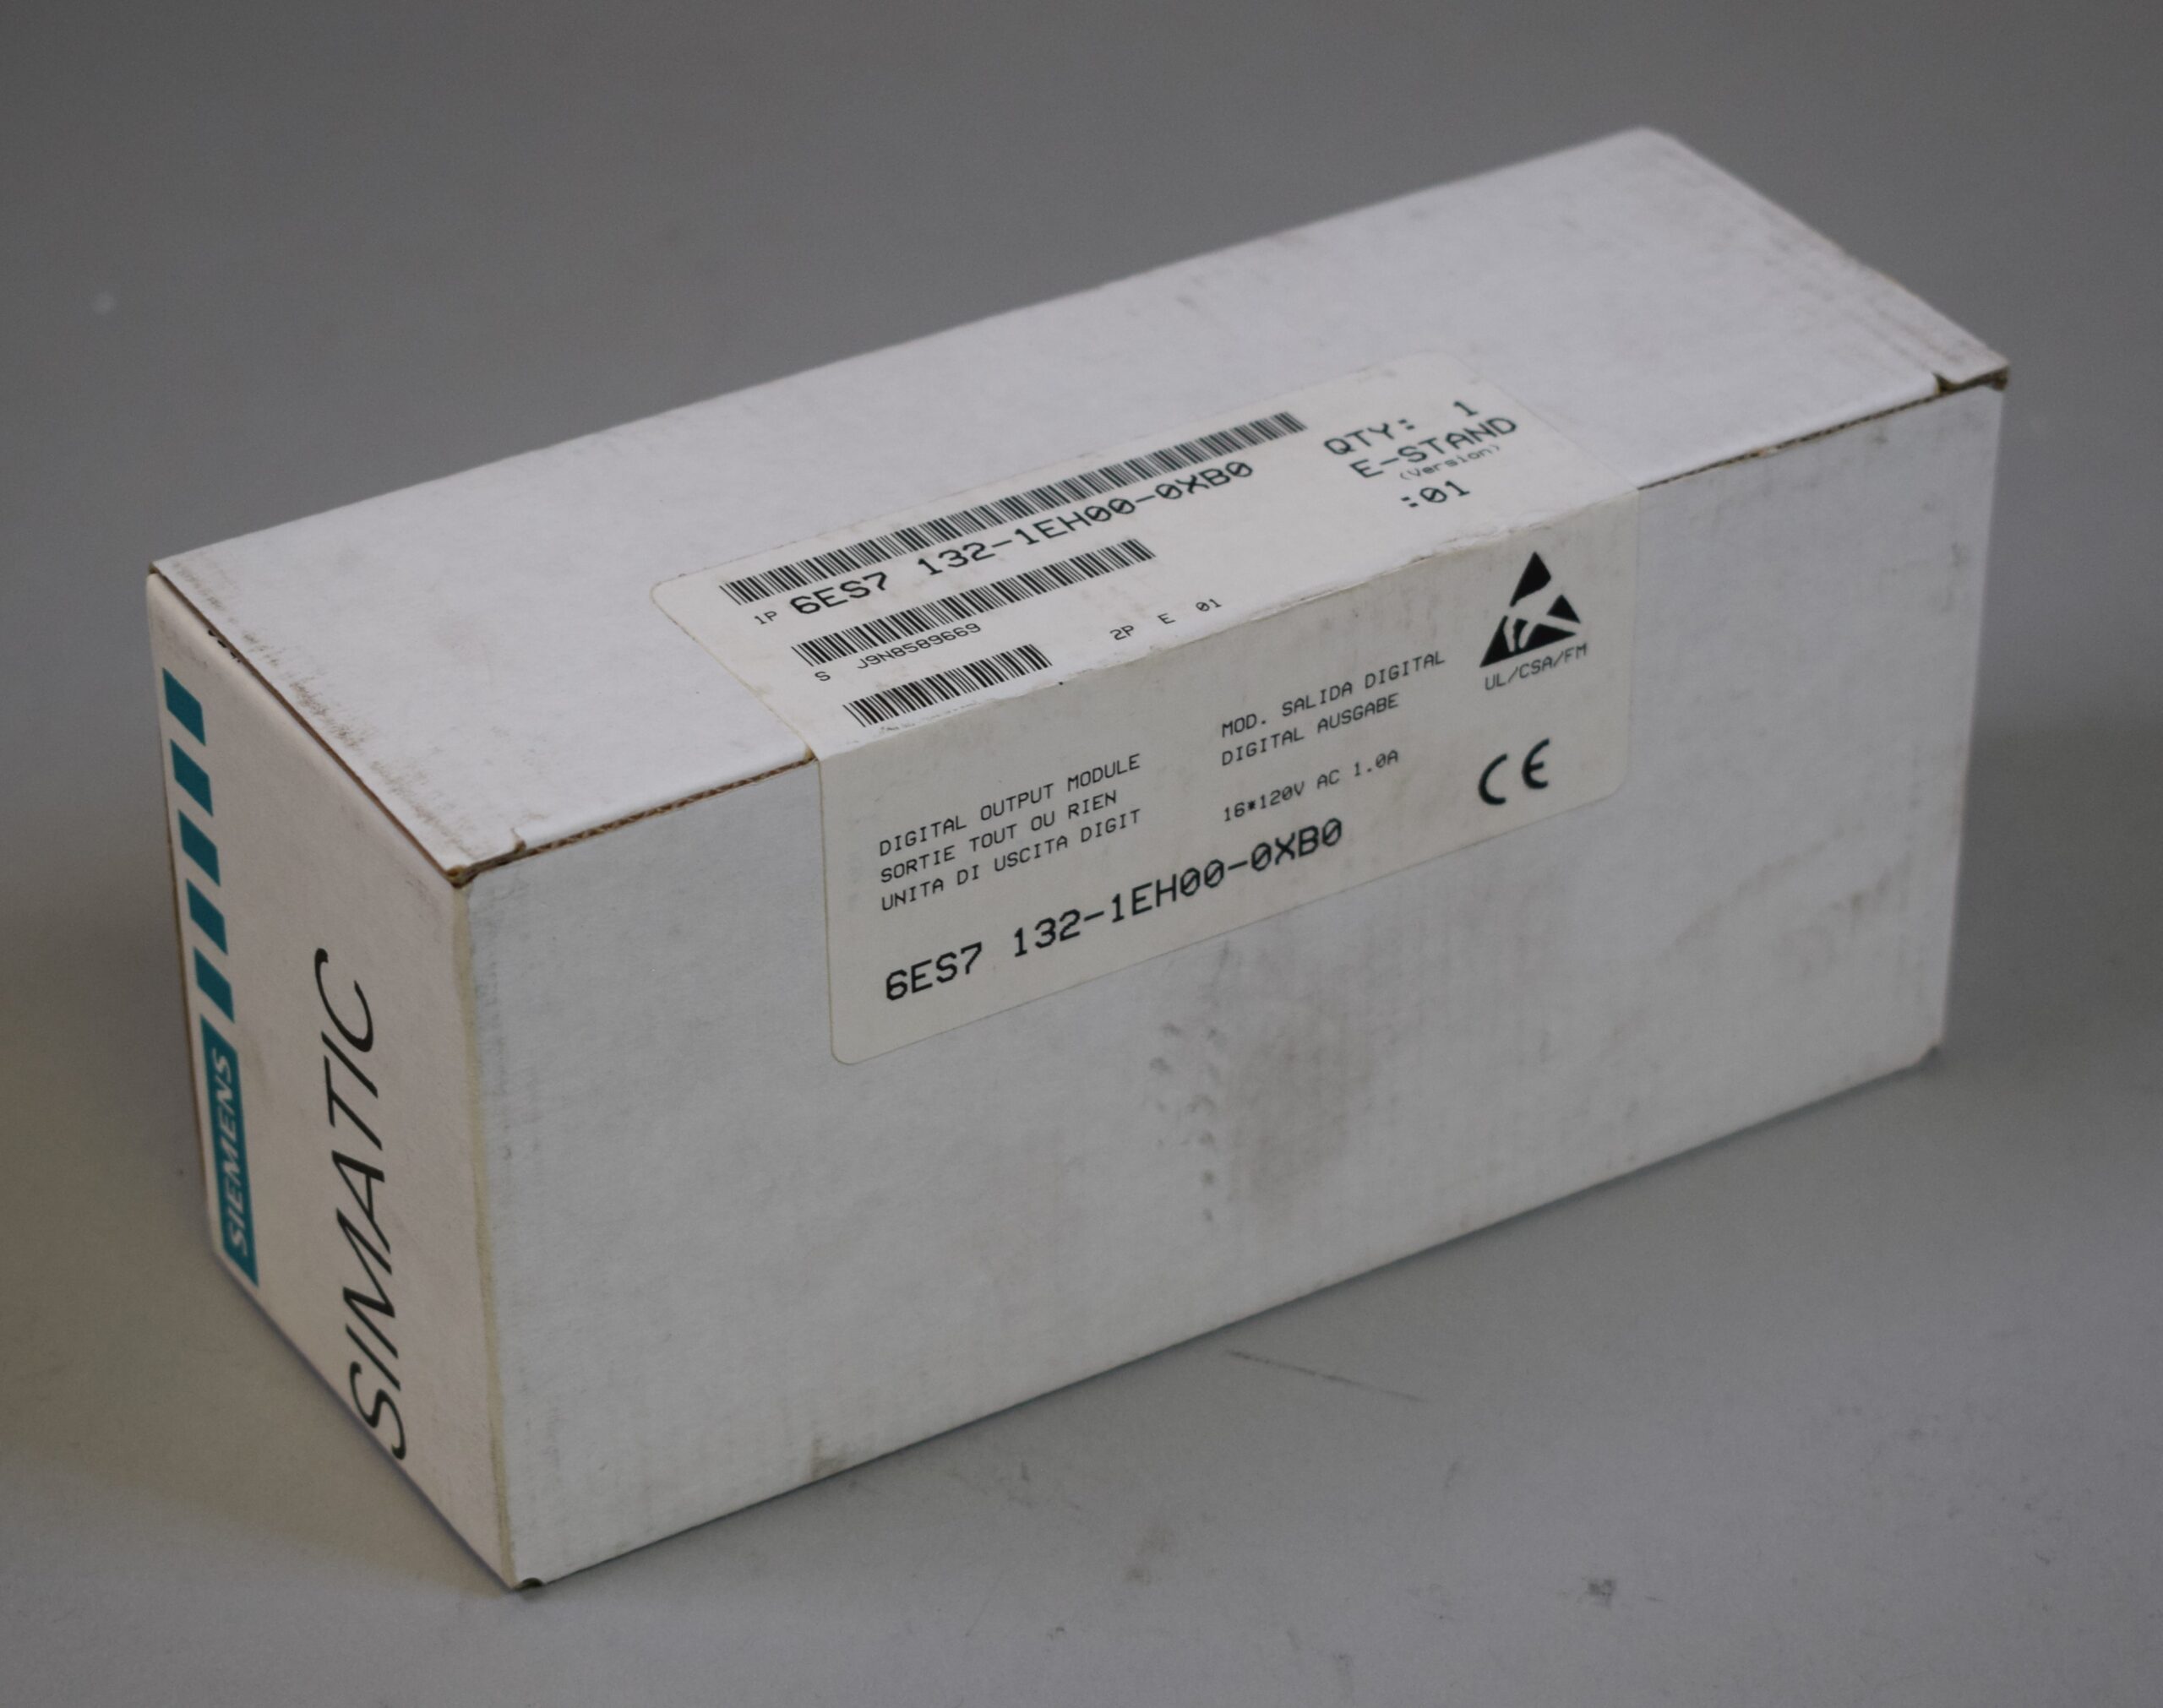 QTY: 1
E-STAND
(Version)
:01
1P 6ES7 132-1EH00-0XB0
S J9N8589669
2P E 01
UL/CSA/FM
DIGITAL OUTPUT MODULE
SORTIE TOUT OU RIEN
UNITA DI USCITA DIGIT
MOD. SALIDA DIGITAL
DIGITAL AUSGABE
16*120V AC 1.0A
CE
6ES7 132-1EH00-0XB0
SIEMENS
SIMATIC